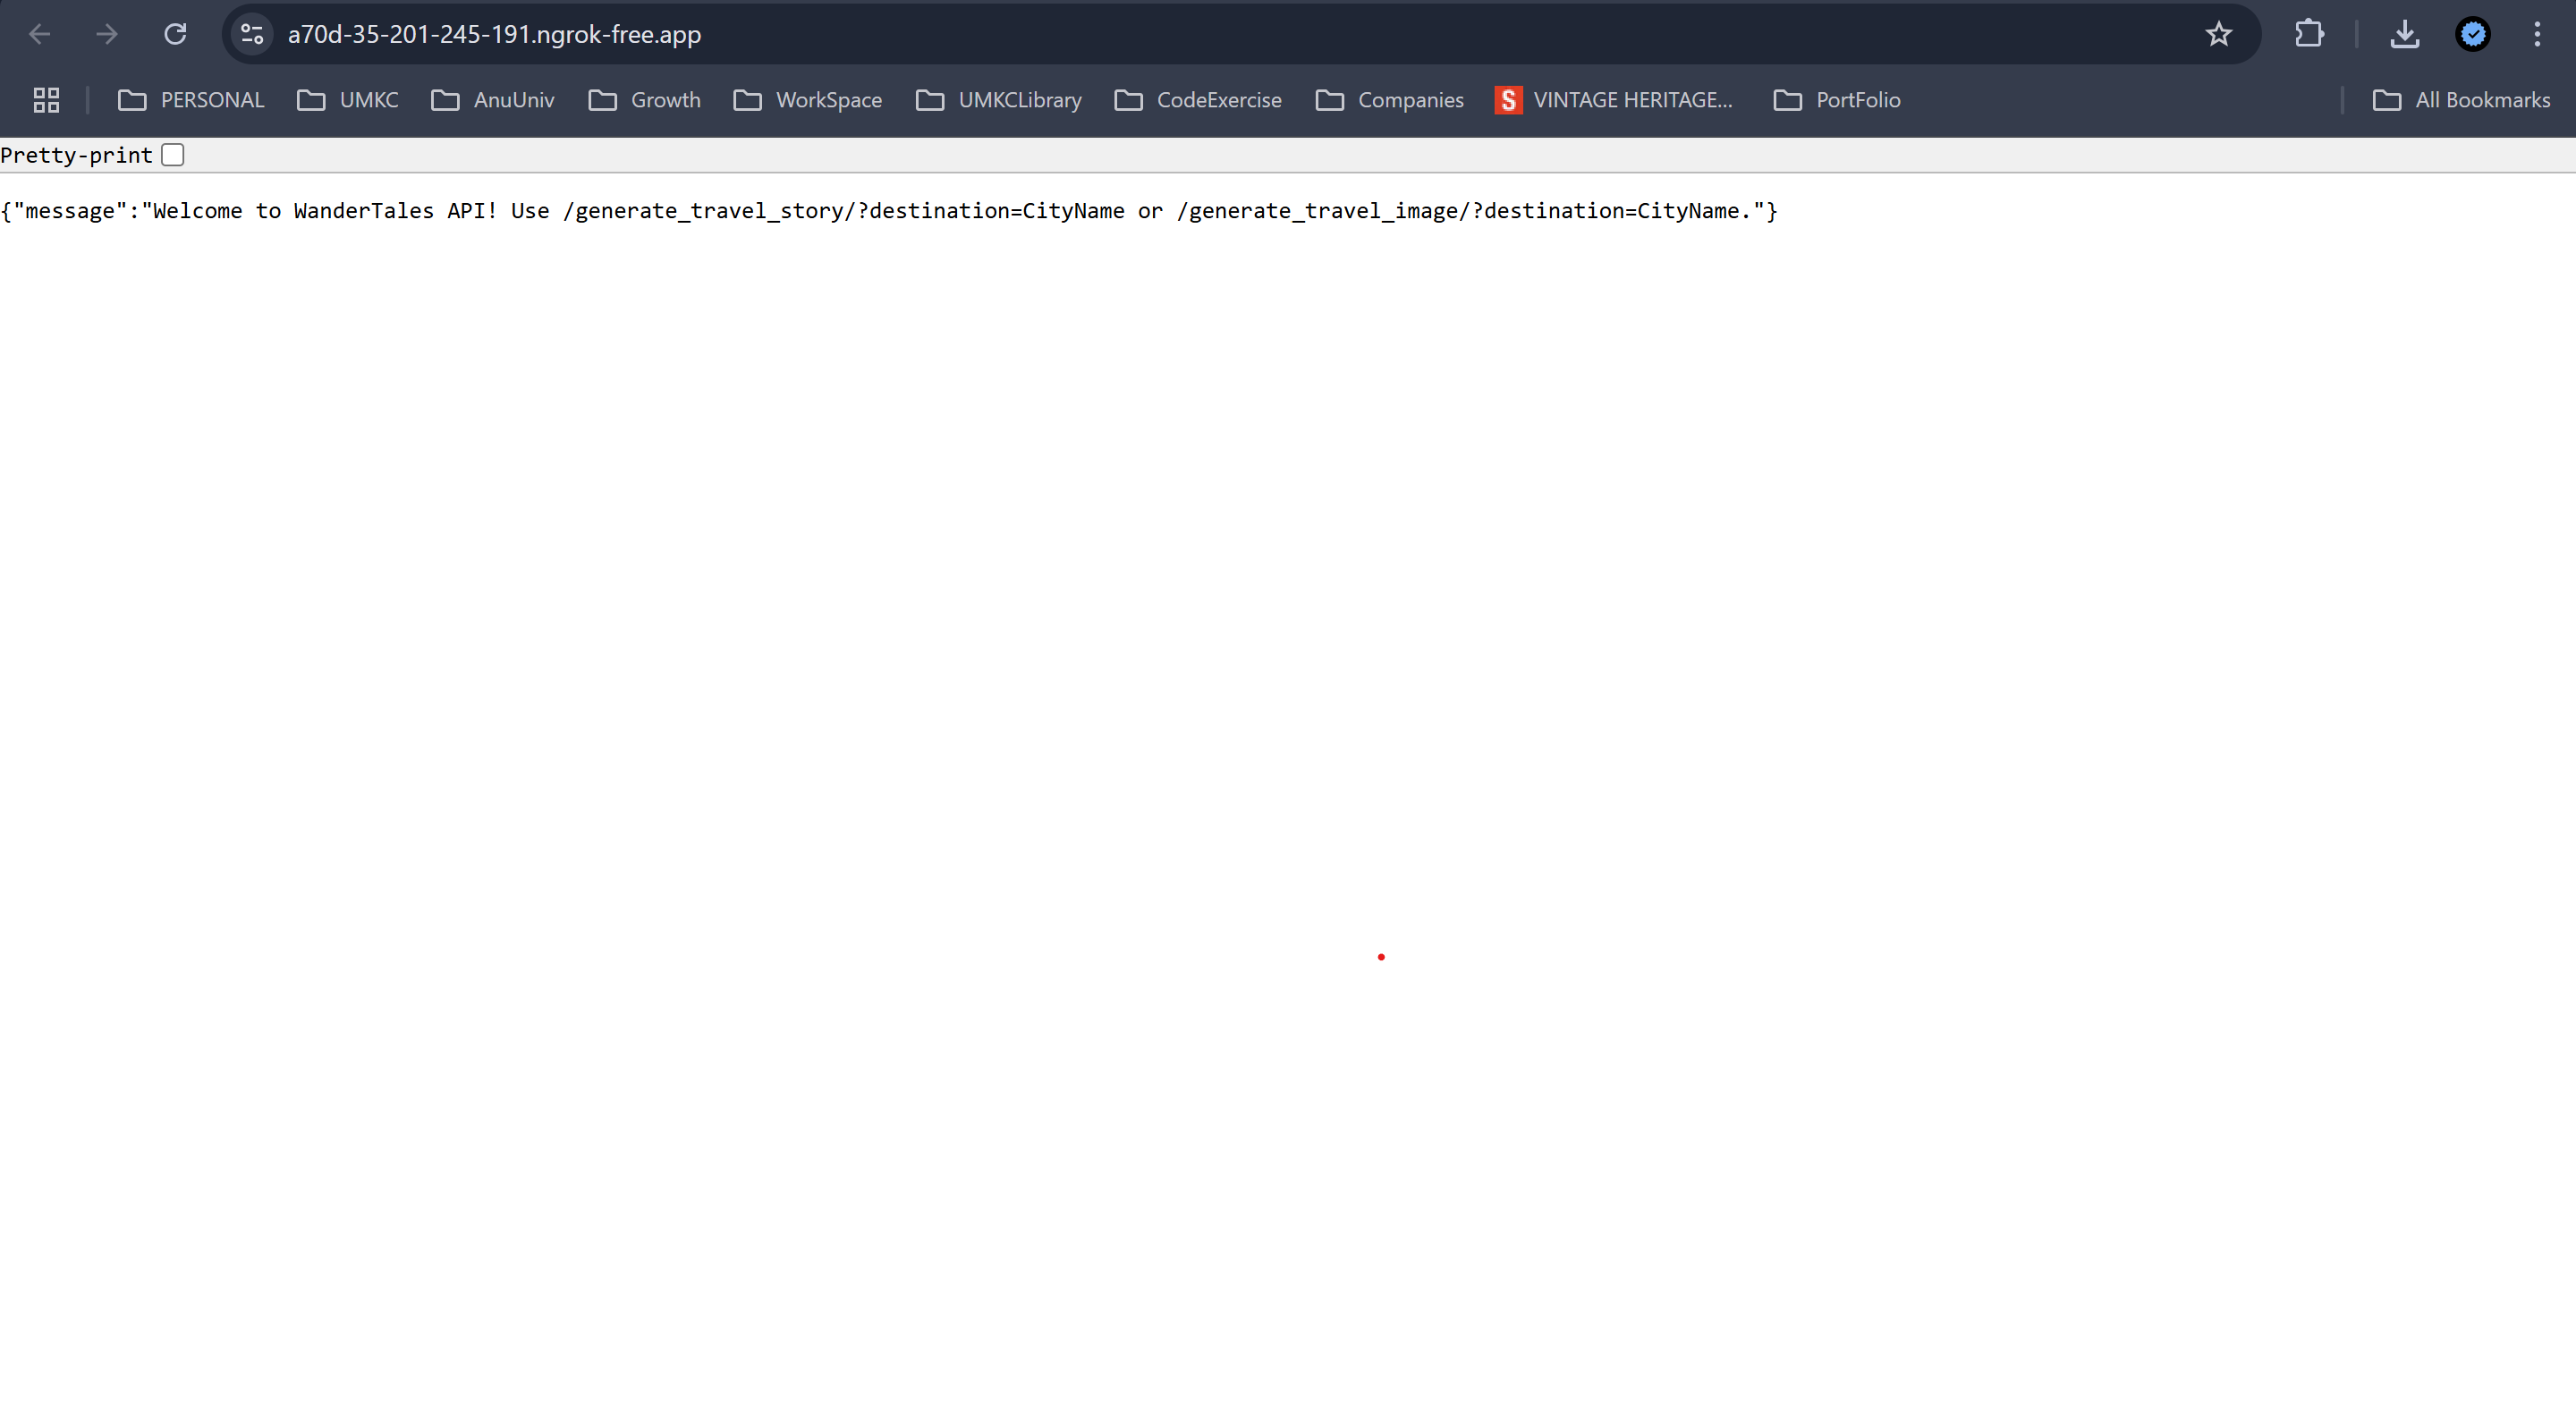 a70d-35-201-245-191.ngrok-free.app
PERSONAL UMKC AnuUniv Growth WorkSpace UMKCLibrary CodeExercise Companies S VINTAGE HERITAGE... PortFolio All Bookmarks
Pretty-print
{"message":"Welcome to WanderTales API! Use /generate_travel_story/?destination=CityName or /generate_travel_image/?destination=CityName."}